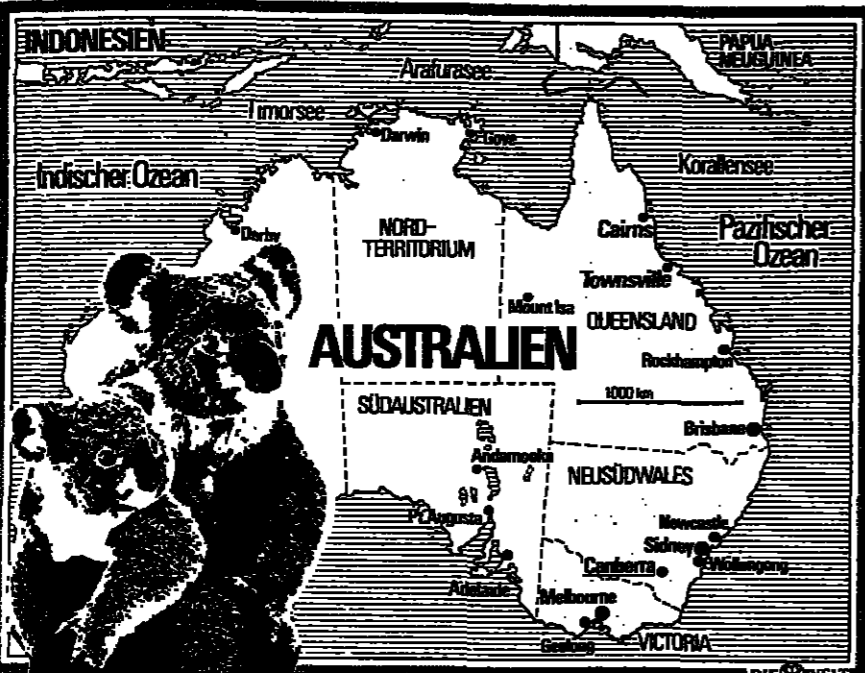 INDONESIEN
PAPUA-
NEUGUINEA
Arafurasee
Timorsee
Darwin
Gove
Indischer Ozean
Korallensee
Derby
NORD-
TERRITORIUM
Cairns
Pazifischer
Ozean
Townsville
Mount Isa
QUEENSLAND
AUSTRALIEN
Rockhampton
1000 km
SÜDAUSTRALIEN
Brisbane
Andamooka
NEUSÜDWALES
Pt. Augusta
Newcastle
Sidney
Wollongong
Canberra
Adelaide
Melbourne
Geelong
VICTORIA